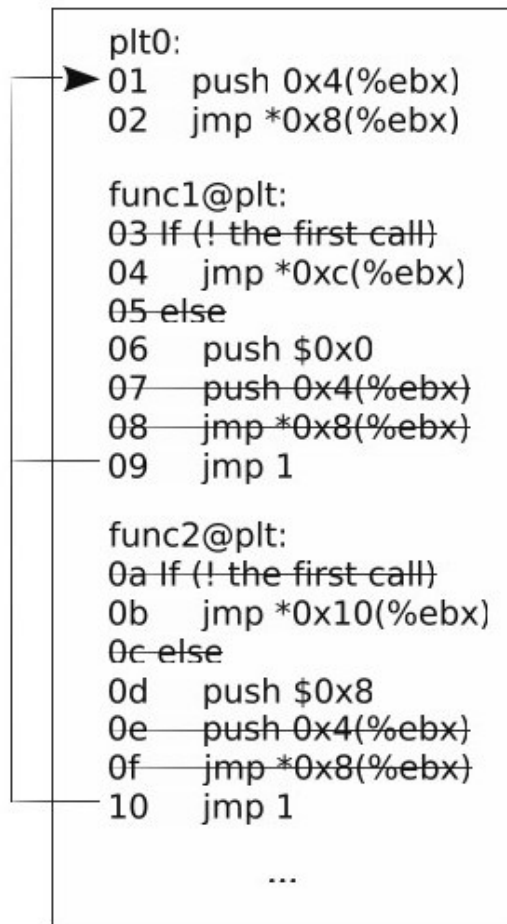 plt0:
01 push 0x4(%ebx)
02 jmp *0x8(%ebx)
func1@plt:
03 If (! the first call)
04 jmp *0xc(%ebx)
05 else
06 push $0x0
07 push 0x4(%ebx)
08 jmp *0x8(%ebx)
09 jmp 1
func2@plt:
0a If (! the first call)
0b jmp *0x10(%ebx)
0c else
0d push $0x8
0e push 0x4(%ebx)
0f jmp *0x8(%ebx)
10 jmp 1
...